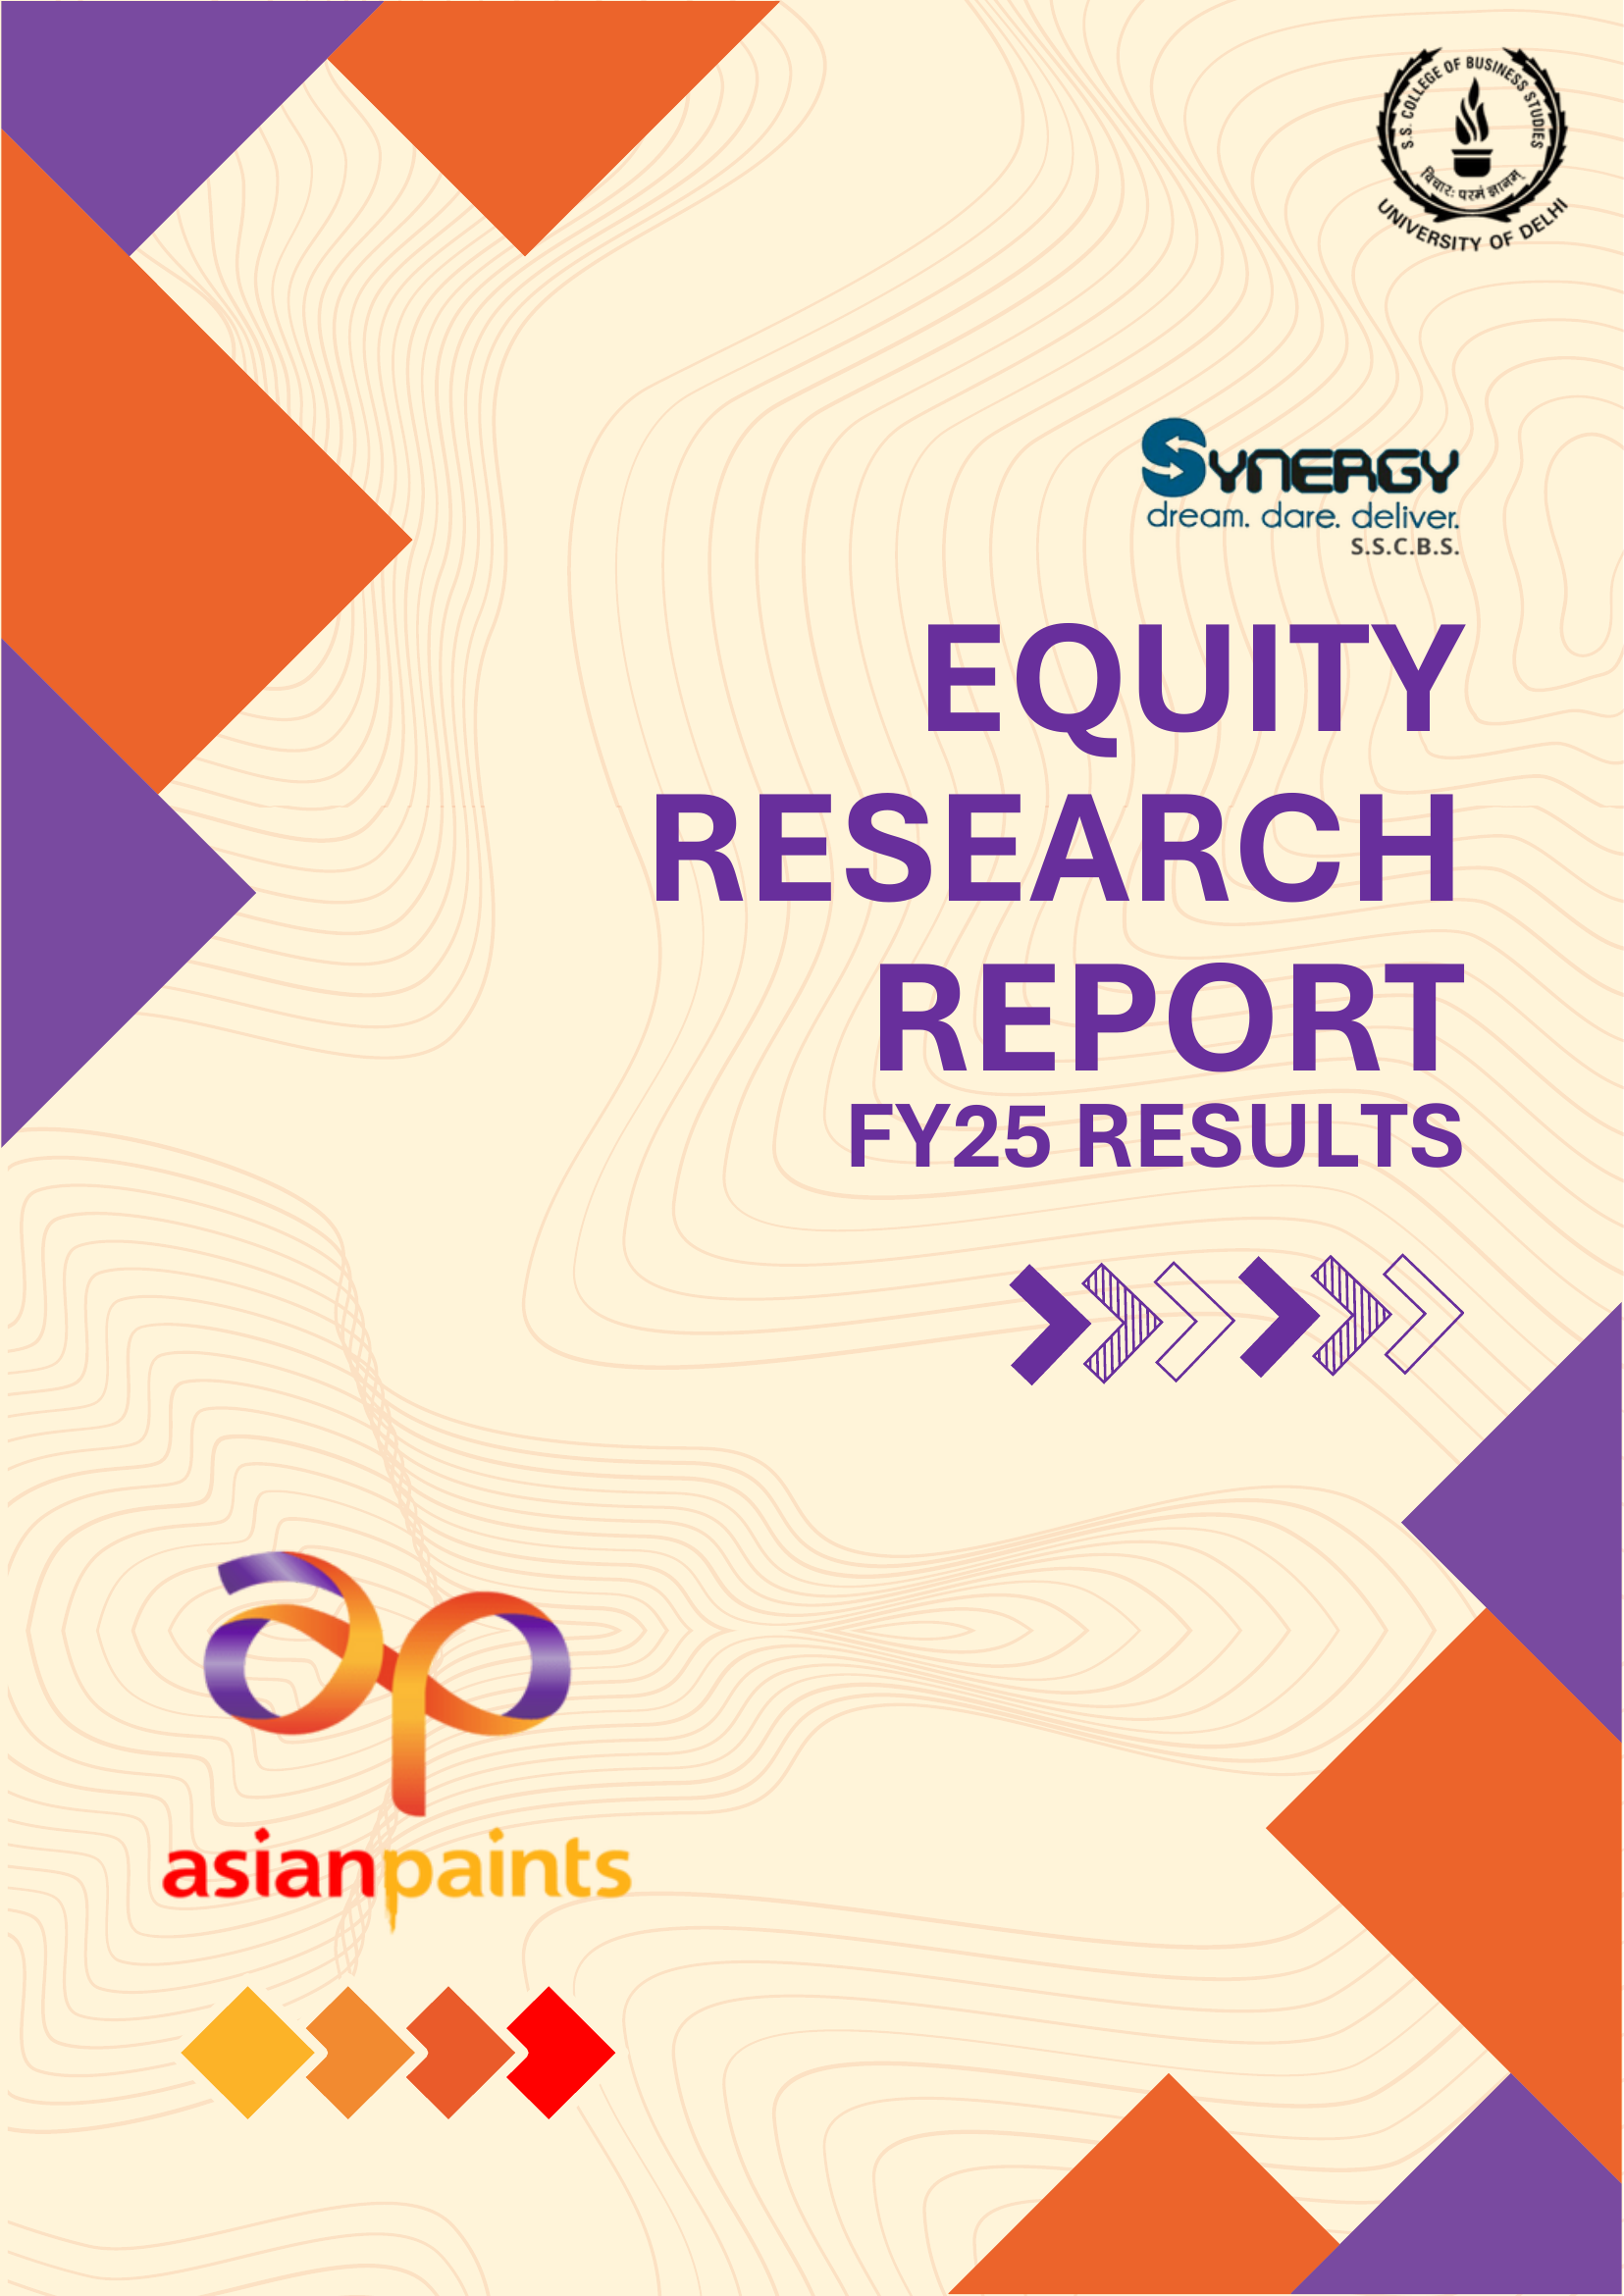 S.S. COLLEGE OF BUSINESS STUDIES
विचारः परमं ज्ञानम्
UNIVERSITY OF DELHI
SYNERGY
dream. dare. deliver.
S.S.C.B.S.
EQUITY
RESEARCH
REPORT
FY25 RESULTS
ap
asianpaints